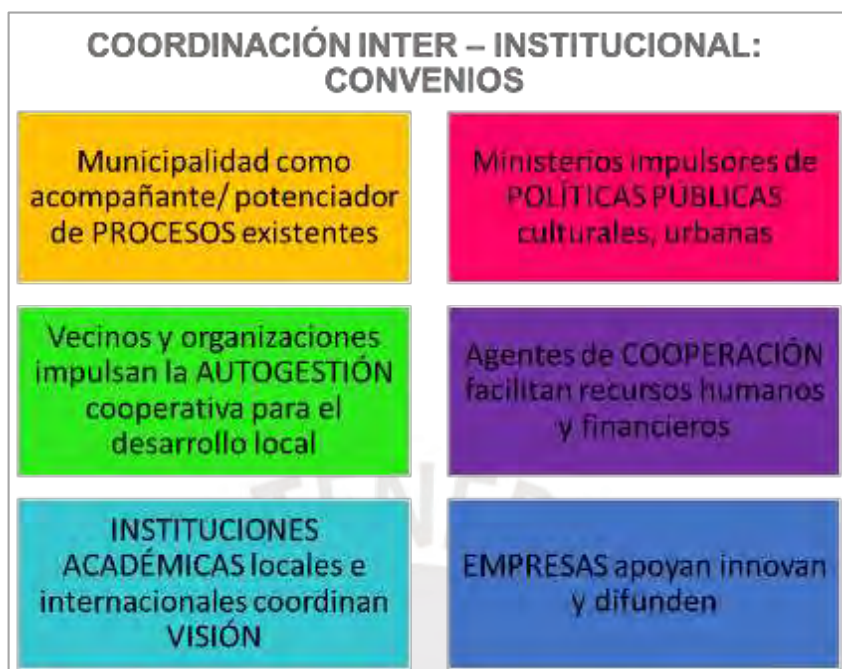 COORDINACIÓN INTER – INSTITUCIONAL:
CONVENIOS
Municipalidad como
acompañante/ potenciador
de PROCESOS existentes
Ministerios impulsores de
POLÍTICAS PÚBLICAS
culturales, urbanas
Vecinos y organizaciones
impulsan la AUTOGESTIÓN
cooperativa para el
desarrollo local
Agentes de COOPERACIÓN
facilitan recursos humanos
y financieros
INSTITUCIONES
ACADÉMICAS locales e
internacionales coordinan
VISIÓN
EMPRESAS apoyan innovan
y difunden